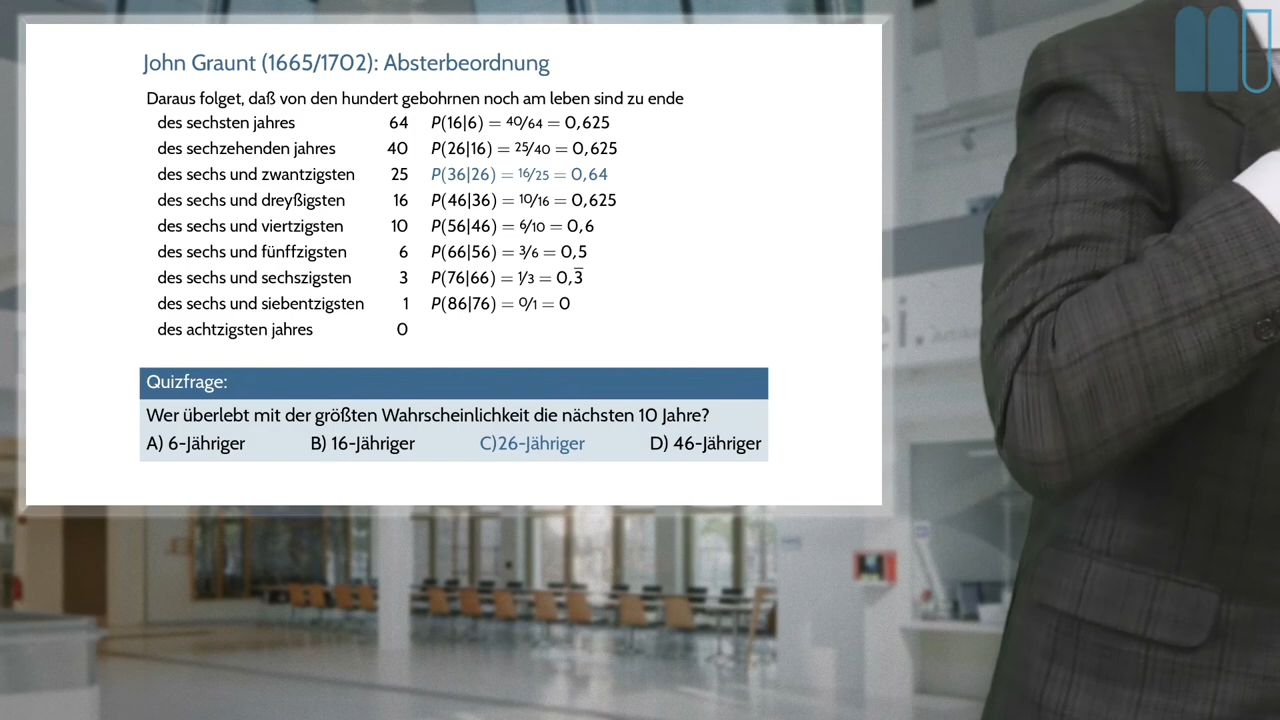 John Graunt (1665/1702): Absterbeordnung
Daraus folget, daß von den hundert gebohrnen noch am leben sind zu ende
des sechsten jahres 64 P(16|6) = 40/64 = 0,625
des sechzehenden jahres 40 P(26|16) = 25/40 = 0,625
des sechs und zwantzigsten 25 P(36|26) = 16/25 = 0,64
des sechs und dreyßigsten 16 P(46|36) = 10/16 = 0,625
des sechs und viertzigsten 10 P(56|46) = 6/10 = 0,6
des sechs und fünffzigsten 6 P(66|56) = 3/6 = 0,5
des sechs und sechszigsten 3 P(76|66) = 1/3 = 0,3̅
des sechs und siebentzigsten 1 P(86|76) = 0/1 = 0
des achtzigsten jahres 0
Quizfrage:
Wer überlebt mit der größten Wahrscheinlichkeit die nächsten 10 Jahre?
A) 6-Jähriger B) 16-Jähriger C)26-Jähriger D) 46-Jähriger